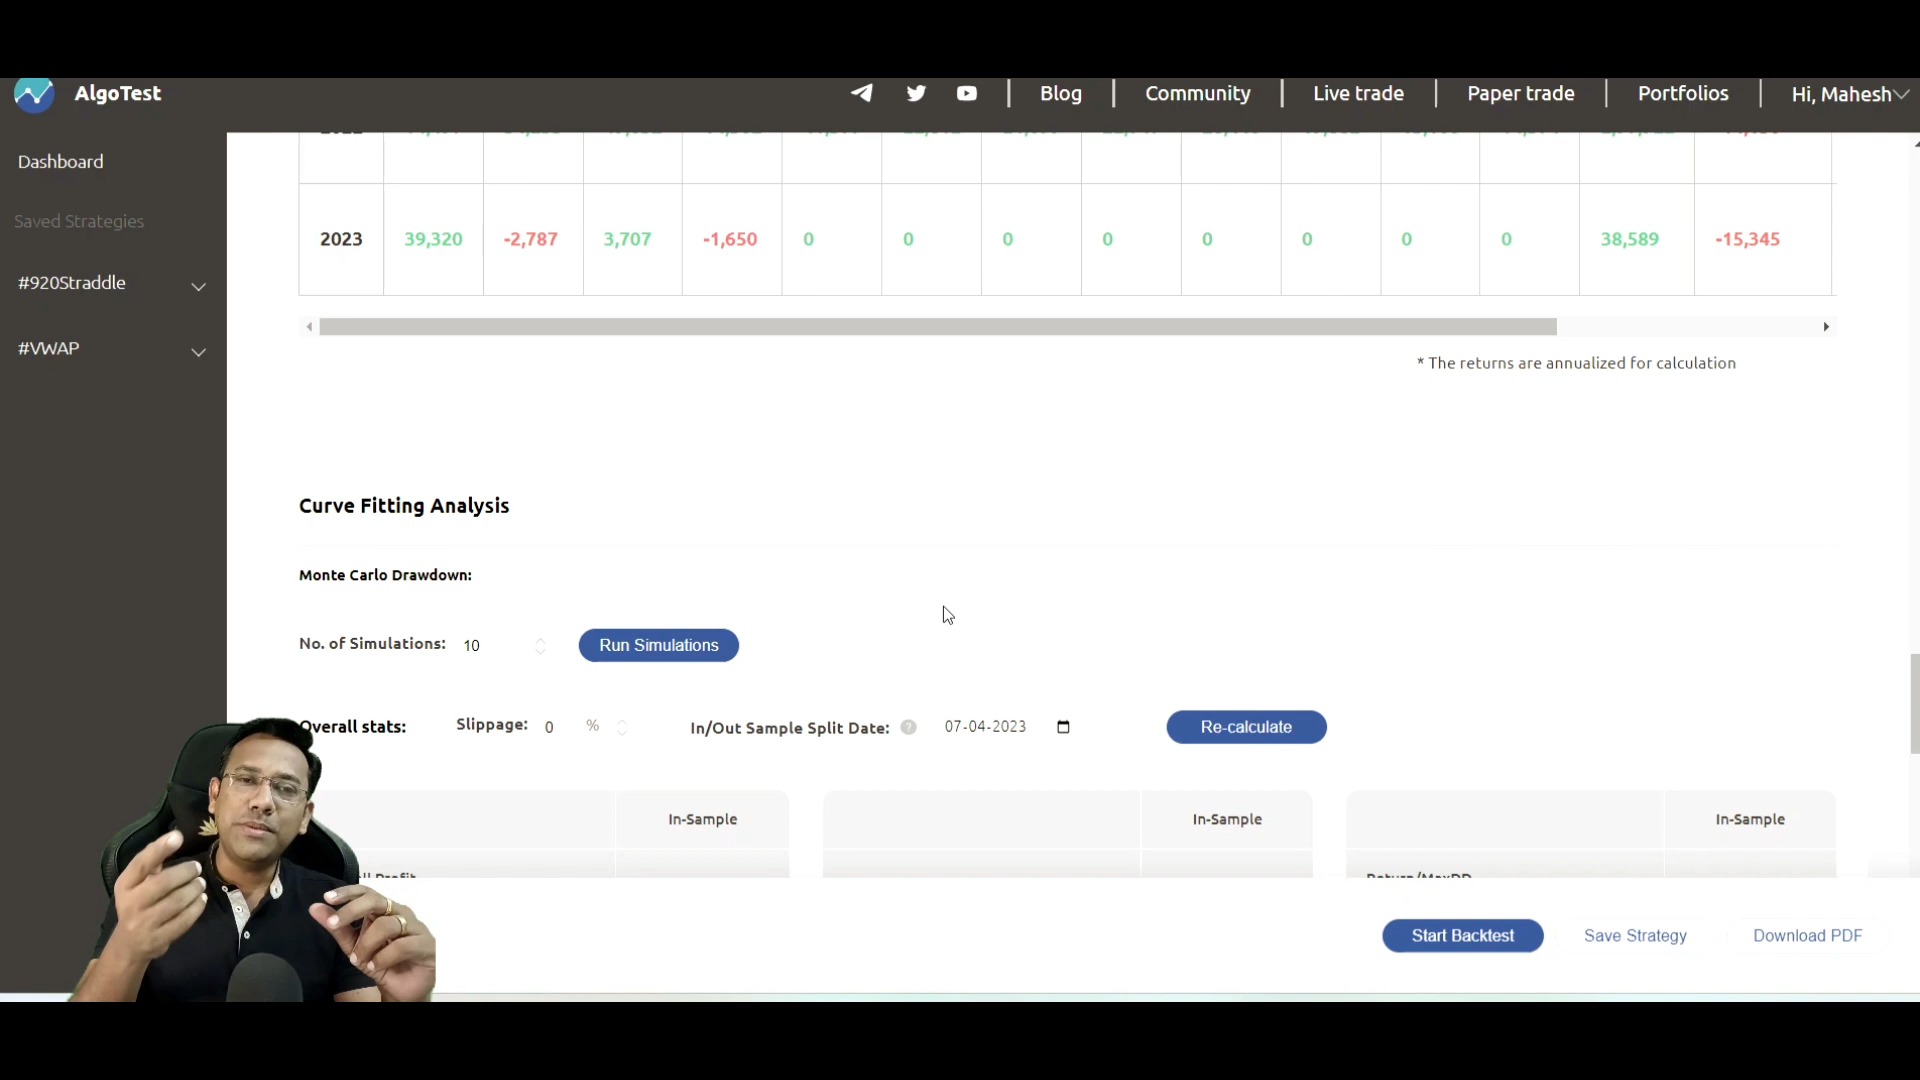 AlgoTest
Blog
Community
Live trade
Paper trade
Portfolios
Hi, Mahesh
Dashboard
Saved Strategies
#920Straddle
#VWAP
2023 39,320 -2,787 3,707 -1,650 0 0 0 0 0 0 0 0 38,589 -15,345
* The returns are annualized for calculation
Curve Fitting Analysis
Monte Carlo Drawdown:
No. of Simulations: 10 Run Simulations
Overall stats: Slippage: 0 % In/Out Sample Split Date: ? 07-04-2023 Re-calculate
In-Sample In-Sample In-Sample
Return/MaxDD
Start Backtest Save Strategy Download PDF